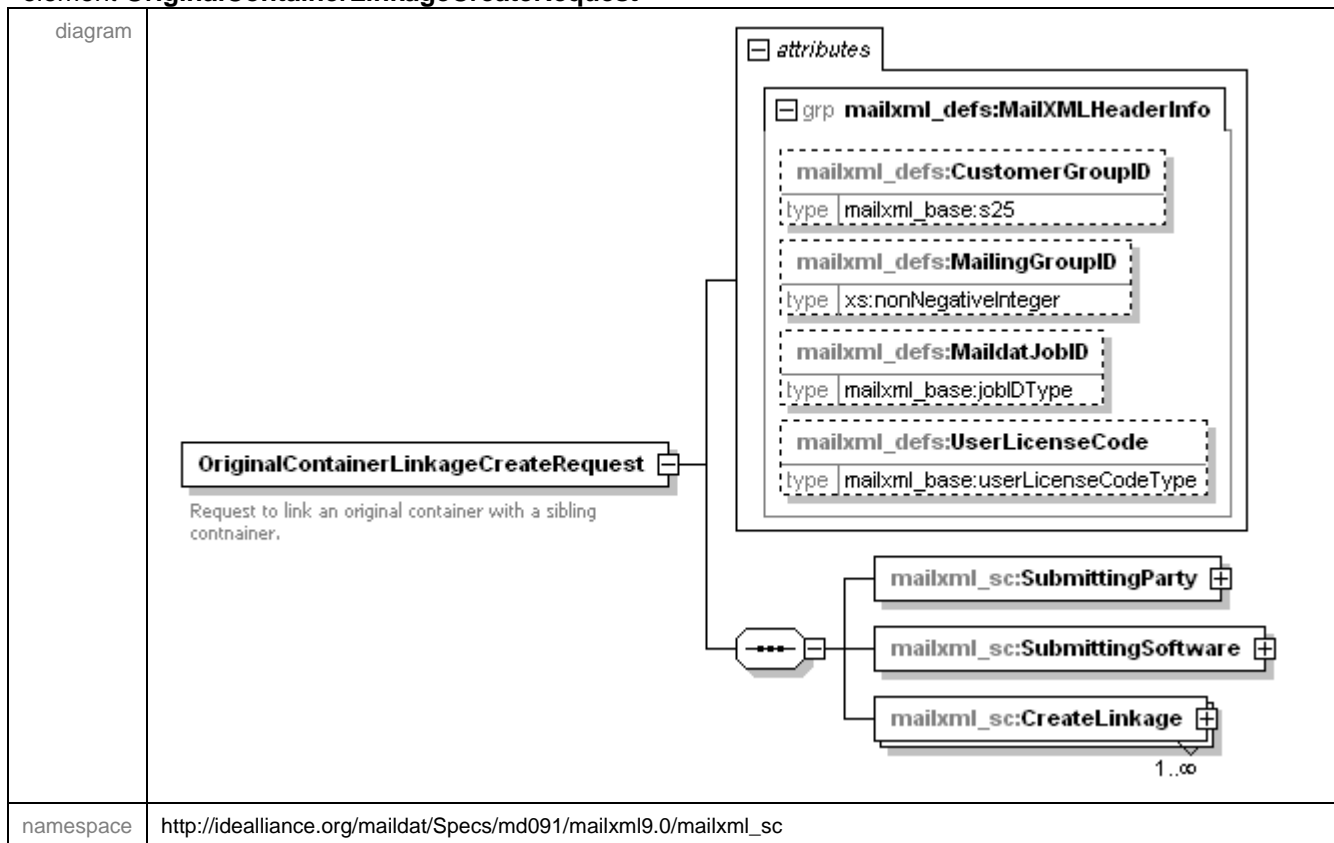 element OriginalContainerLinkageCreateRequest
diagram
attributes
grp mailxml_defs:MailXMLHeaderInfo
mailxml_defs:CustomerGroupID
type mailxml_base:s25
mailxml_defs:MailingGroupID
type xs:nonNegativeInteger
mailxml_defs:MaildatJobID
type mailxml_base:jobIDType
mailxml_defs:UserLicenseCode
type mailxml_base:userLicenseCodeType
OriginalContainerLinkageCreateRequest
Request to link an original container with a sibling
contnainer.
mailxml_sc:SubmittingParty
mailxml_sc:SubmittingSoftware
mailxml_sc:CreateLinkage
1..∞
namespace http://idealliance.org/maildat/Specs/md091/mailxml9.0/mailxml_sc